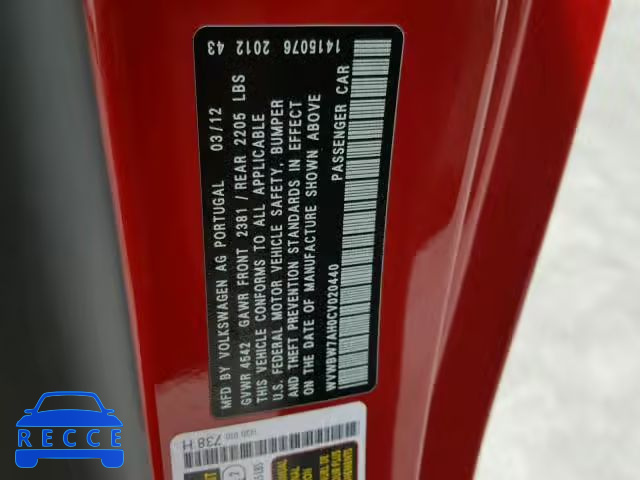 1415076 2012 43
MFD BY VOLKSWAGEN AG PORTUGAL 03/12
GVWR 4542 GAWR FRONT 2381 / REAR 2205 LBS
THIS VEHICLE CONFORMS TO ALL APPLICABLE
U.S. FEDERAL MOTOR VEHICLE SAFETY, BUMPER
AND THEFT PREVENTION STANDARDS IN EFFECT
ON THE DATE OF MANUFACTURE SHOWN ABOVE
PASSENGER CAR
WVWBW7AH0CV020440
738 H
RECCE